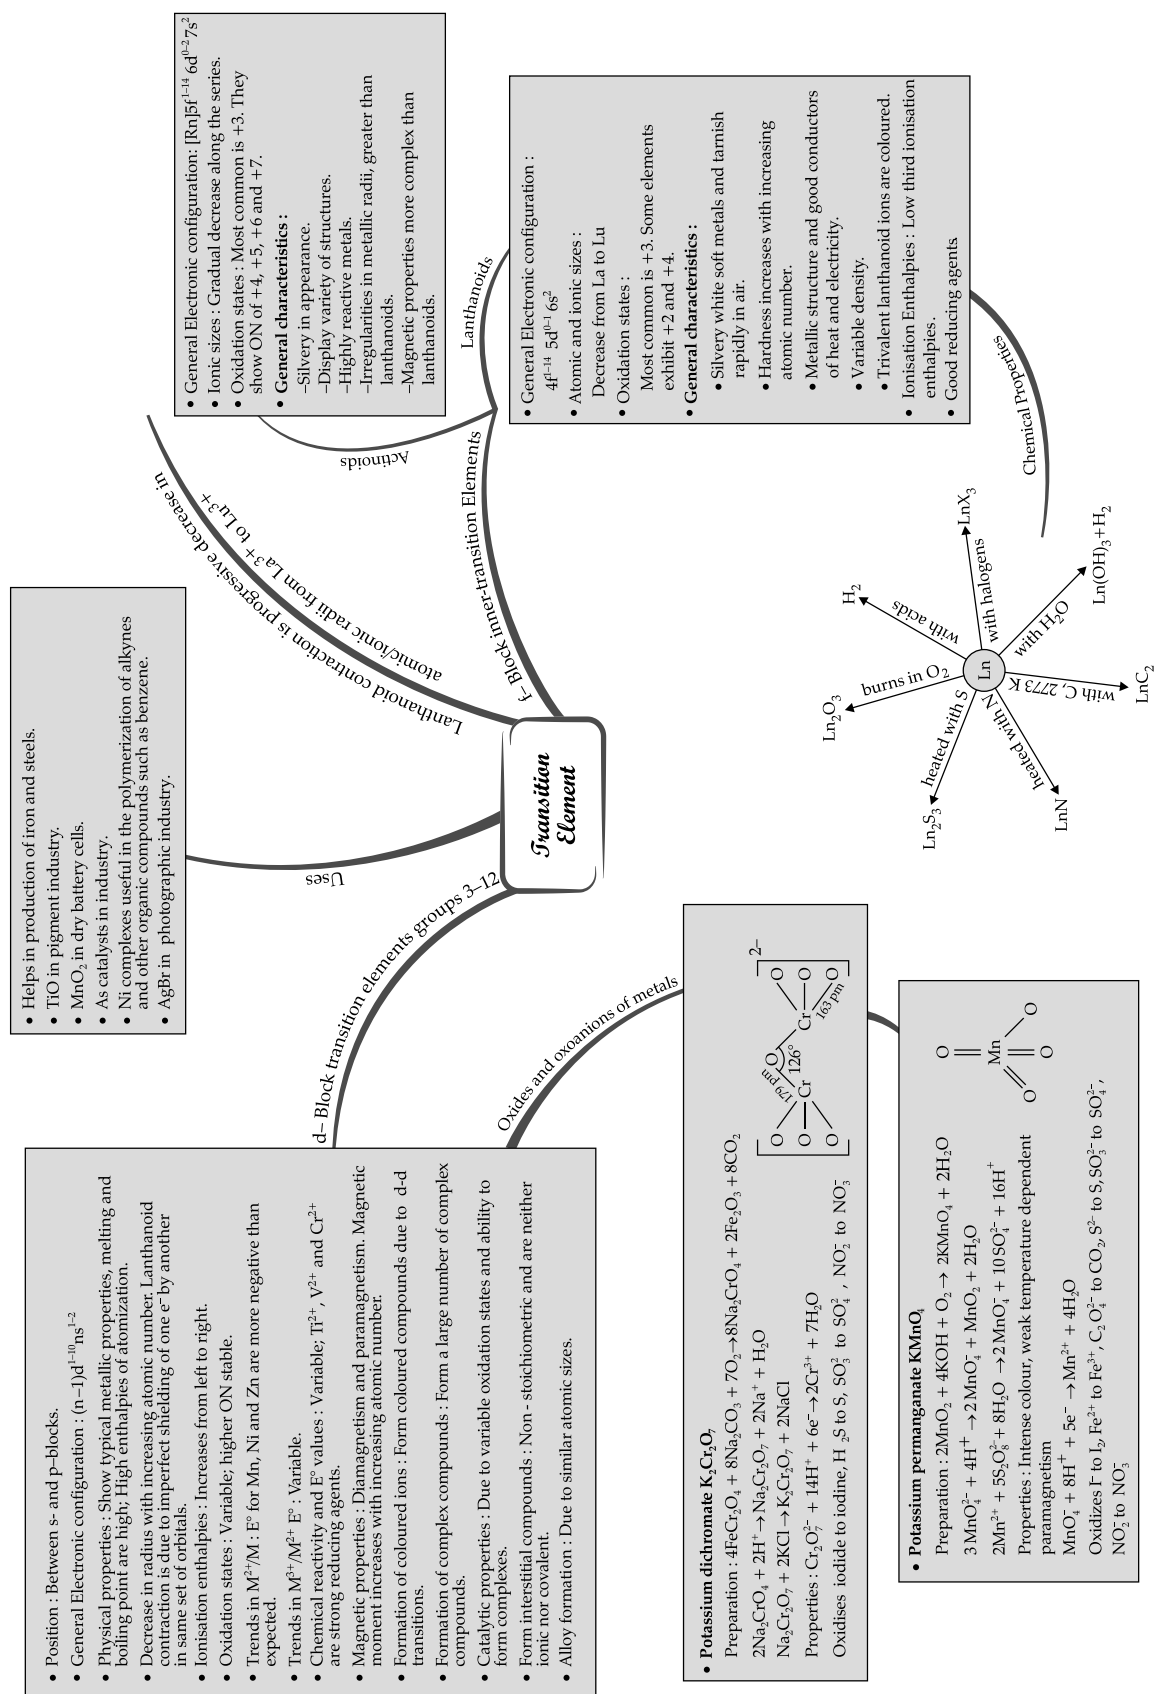 Transition
Element
Uses
• Helps in production of iron and steels.
• TiO in pigment industry.
• MnO₂ in dry battery cells.
• As catalysts in industry.
• Ni complexes useful in the polymerization of alkynes
and other organic compounds such as benzene.
• AgBr in photographic industry.
d– Block transition elements groups 3–12
• Position : Between s- and p–blocks.
• General Electronic configuration : (n–1)d¹⁻¹⁰ns¹⁻²
• Physical properties : Show typical metallic properties, melting and
boiling point are high; High enthalpies of atomization.
• Decrease in radius with increasing atomic number. Lanthanoid
contraction is due to imperfect shielding of one e⁻ by another
in same set of orbitals.
• Ionisation enthalpies : Increases from left to right.
• Oxidation states : Variable; higher ON stable.
• Trends in M²⁺/M : E° for Mn, Ni and Zn are more negative than
expected.
• Trends in M³⁺/M²⁺ E° : Variable.
• Chemical reactivity and E° values : Variable; Ti²⁺, V²⁺ and Cr²⁺
are strong reducing agents.
• Magnetic properties : Diamagnetism and paramagnetism. Magnetic
moment increases with increasing atomic number.
• Formation of coloured ions : Form coloured compounds due to d-d
transitions.
• Formation of complex compounds : Form a large number of complex
compounds.
• Catalytic properties : Due to variable oxidation states and ability to
form complexes.
• Form interstitial compounds : Non - stoichiometric and are neither
ionic nor covalent.
• Alloy formation : Due to similar atomic sizes.
Oxides and oxoanions of metals
• Potassium dichromate K₂Cr₂O₇
Preparation : 4FeCr₂O₄ + 8Na₂CO₃ + 7O₂→8Na₂CrO₄ + 2Fe₂O₃ + 8CO₂
2Na₂CrO₄ + 2H⁺→Na₂Cr₂O₇ + 2Na⁺ + H₂O
Na₂Cr₂O₇ + 2KCl→K₂Cr₂O₇ + 2NaCl
Properties : Cr₂O₇²⁻ + 14H⁺ + 6e⁻→2Cr³⁺ + 7H₂O
Oxidises iodide to iodine, H ₂S to S, SO₃² to SO₄² , NO₂⁻ to NO₃⁻
O O O Cr 179 pm O 126° Cr 163 pm O O O 2–
• Potassium permanganate KMnO₄
Preparation : 2MnO₂ + 4KOH + O₂→ 2KMnO₄ + 2H₂O
3 MnO₄²⁻ + 4H⁺ →2 MnO₄⁻ + MnO₂ + 2H₂O
2Mn²⁺ + 5S₂O₈²⁻ + 8H₂O →2 MnO₄⁻ + 10 SO₄²⁻ + 16H⁺
Properties : Intense colour, weak temperature dependent
paramagnetism
MnO₄⁻ + 8H⁺ + 5e⁻ →Mn²⁺ + 4H₂O
Oxidizes I⁻ to I₂, Fe²⁺ to Fe³⁺, C₂O₄²⁻ to CO₂, S²⁻ to S, SO₃²⁻ to SO₄²⁻,
NO₂⁻ to NO₃⁻
O Mn O O O
Lanthanoid contraction is progressive decrease in
atomic/ionic radii from La³⁺ to Lu³⁺
f– Block inner-transition Elements
Actinoids
• General Electronic configuration: [Rn]5f¹⁻¹⁴ 6d⁰⁻²7s²
• Ionic sizes : Gradual decrease along the series.
• Oxidation states : Most common is +3. They
show ON of +4, +5, +6 and +7.
• General characteristics :
–Silvery in appearance.
–Display variety of structures.
–Highly reactive metals.
–Irregularities in metallic radii, greater than
lanthanoids.
–Magnetic properties more complex than
lanthanoids.
Lanthanoids
• General Electronic configuration :
4f¹⁻¹⁴ 5d⁰⁻¹ 6s²
• Atomic and ionic sizes :
Decrease from La to Lu
• Oxidation states :
Most common is +3. Some elements
exhibit +2 and +4.
• General characteristics :
• Silvery white soft metals and tarnish
rapidly in air.
• Hardness increases with increasing
atomic number.
• Metallic structure and good conductors
of heat and electricity.
• Variable density.
• Trivalent lanthanoid ions are coloured.
• Ionisation Enthalpies : Low third ionisation
enthalpies.
• Good reducing agents
Chemical Properties
Ln
burns in O₂
Ln₂O₃
with acids
H₂
with halogens
LnX₃
with H₂O
Ln(OH)₃+H₂
with C, 2773 K
LnC₂
heated with N
LnN
heated with S
Ln₂S₃